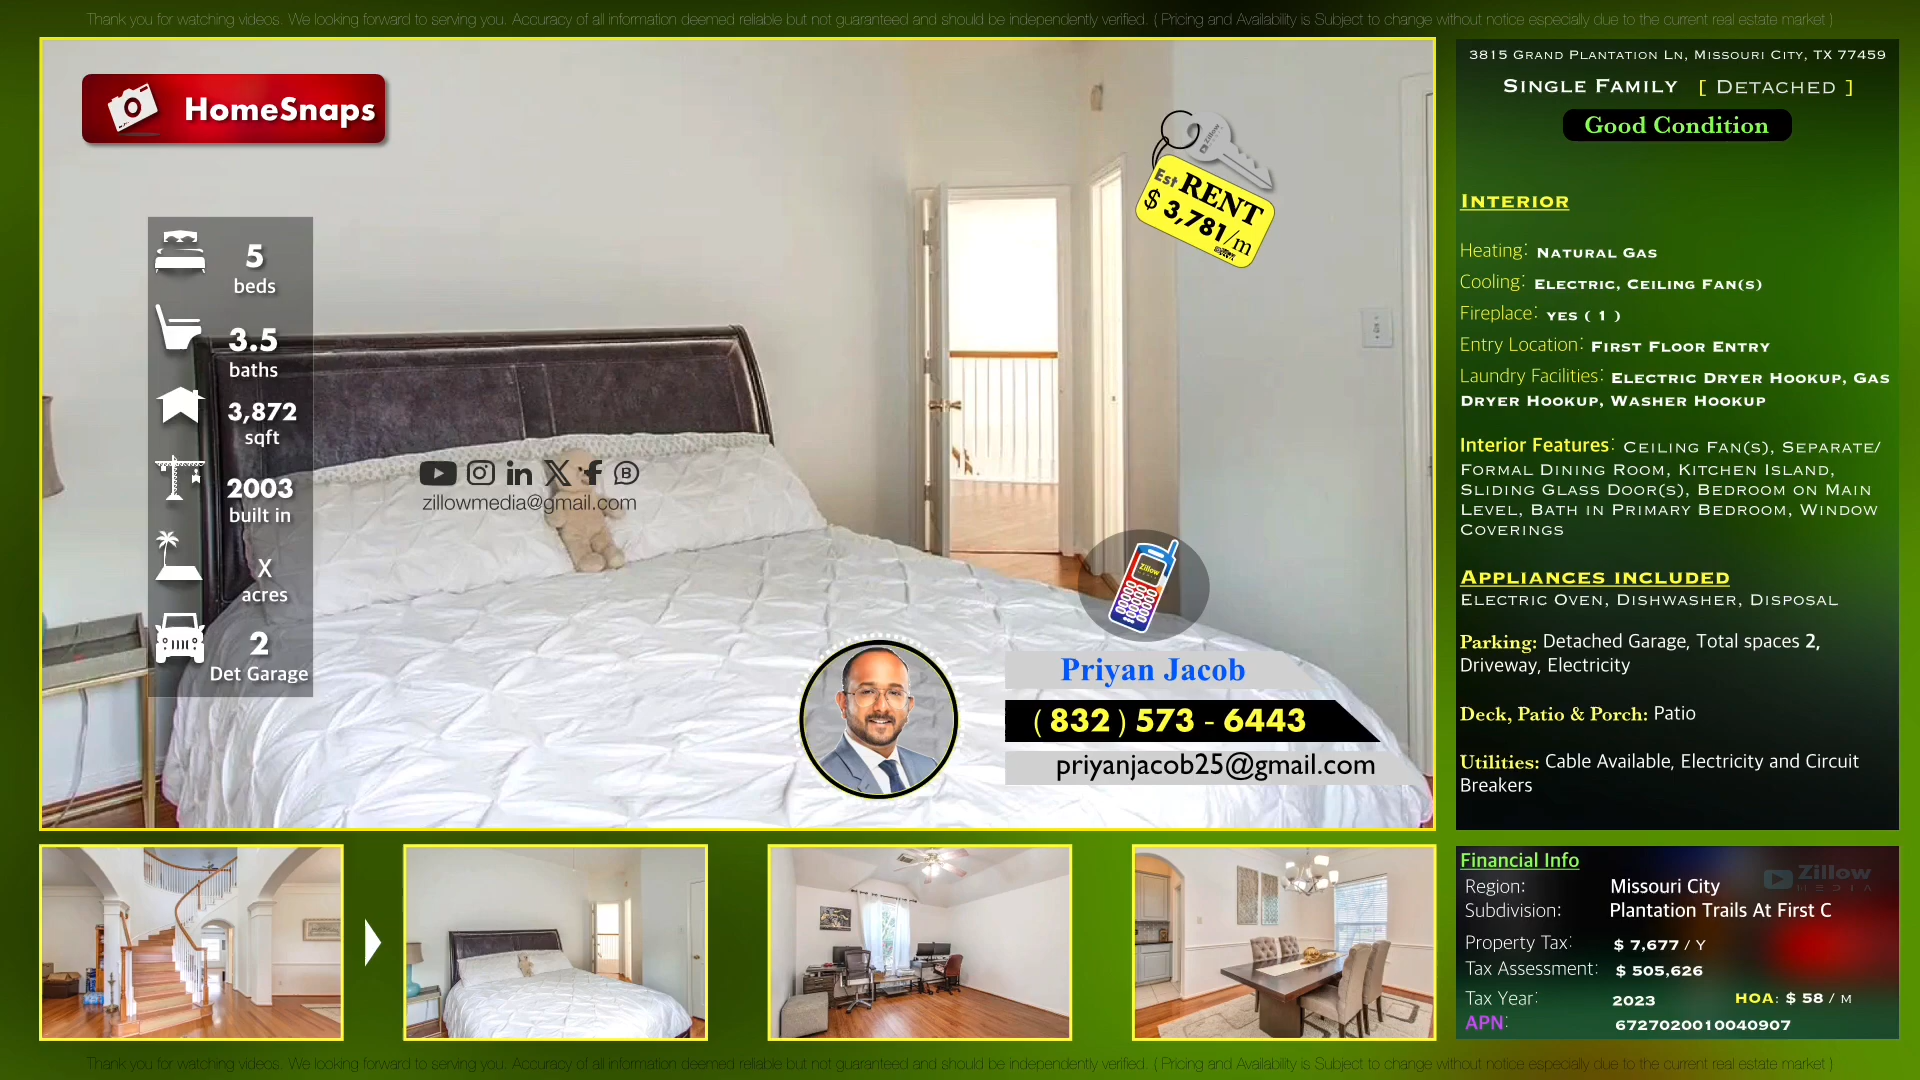 Thank you for watching videos. We looking forward to serving you. Accuracy of all information deemed reliable but not guaranteed and should be independently verified. ( Pricing and Availability is Subject to change without notice especially due to the current real estate market )
HomeSnaps
5
beds
3.5
baths
3,872
sqft
2003
built in
X
acres
2
Det Garage
zillowmedia@gmail.com
Zillow
Est RENT
$ 3,781/m
Zillow
Priyan Jacob
( 832 ) 573 - 6443
priyanjacob25@gmail.com
3815 Grand Plantation Ln, Missouri City, TX 77459
Single Family [ Detached ]
Good Condition
Interior
Heating: Natural Gas
Cooling: Electric, Ceiling Fan(s)
Fireplace: yes ( 1 )
Entry Location: First Floor Entry
Laundry Facilities: Electric Dryer Hookup, Gas
Dryer Hookup, Washer Hookup
Interior Features: Ceiling Fan(s), Separate/
Formal Dining Room, Kitchen Island,
Sliding Glass Door(s), Bedroom on Main
Level, Bath in Primary Bedroom, Window
Coverings
Appliances included
Electric Oven, Dishwasher, Disposal
Parking: Detached Garage, Total spaces 2,
Driveway, Electricity
Deck, Patio & Porch: Patio
Utilities: Cable Available, Electricity and Circuit
Breakers
Financial Info
Zillow
MEDIA
Region: Missouri City
Subdivision: Plantation Trails At First C
Property Tax: $ 7,677 / Y
Tax Assessment: $ 505,626
Tax Year: 2023 HOA: $ 58 / M
APN: 6727020010040907
Thank you for watching videos. We looking forward to serving you. Accuracy of all information deemed reliable but not guaranteed and should be independently verified. ( Pricing and Availability is Subject to change without notice especially due to the current real estate market )